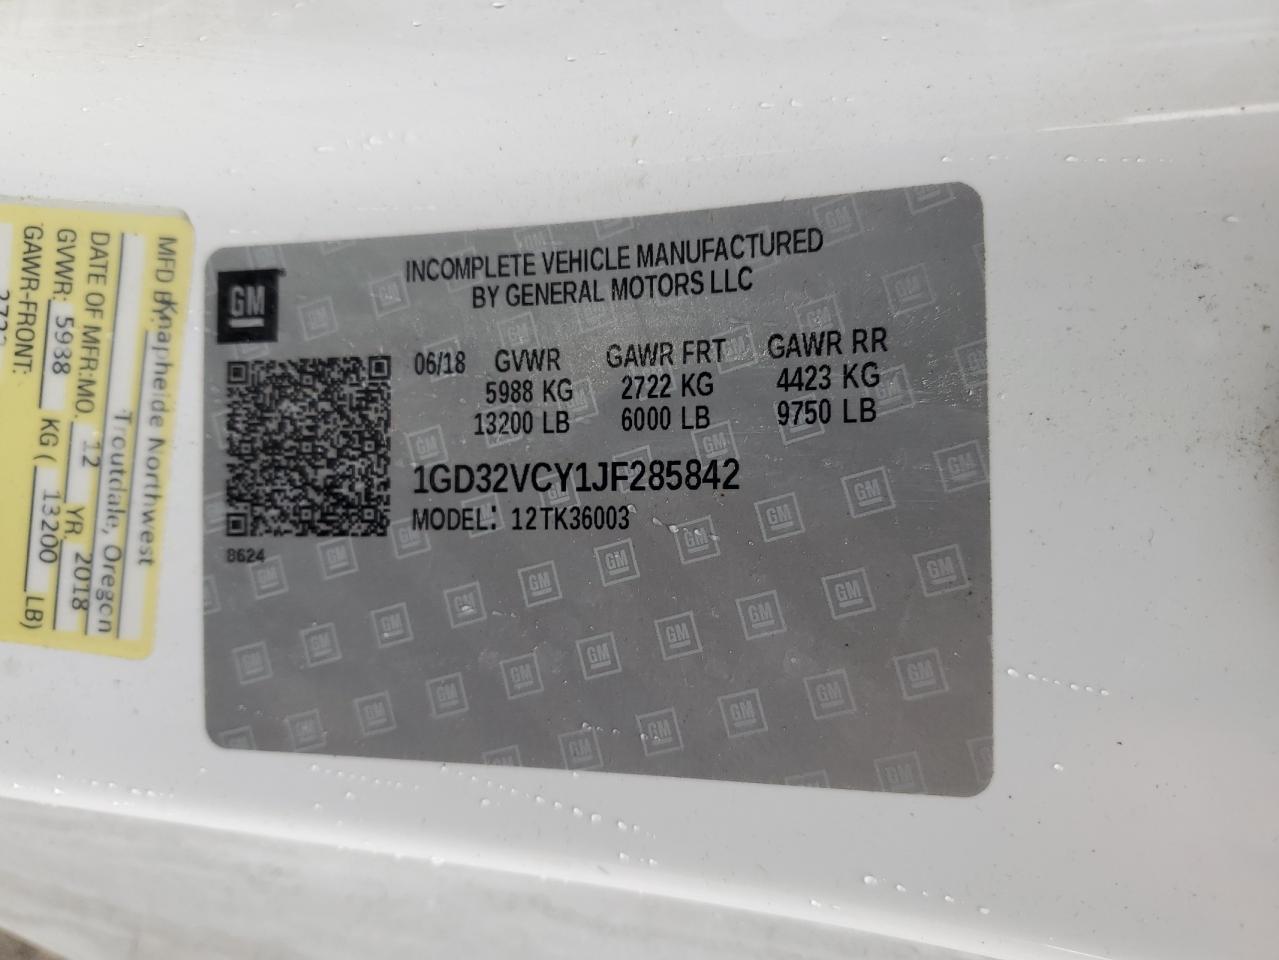 GM
INCOMPLETE VEHICLE MANUFACTURED
BY GENERAL MOTORS LLC
06/18 GVWR GAWR FRT GAWR RR
5988 KG 2722 KG 4423 KG
13200 LB 6000 LB 9750 LB
1GD32VCY1JF285842
MODEL: 12TK36003
8624
MFD BY: Knapheide Northwest
Troutdale, Oregon
DATE OF MFR:MO. 12 YR. 2018
GVWR: 5988 KG ( 13200 LB)
GAWR-FRONT: